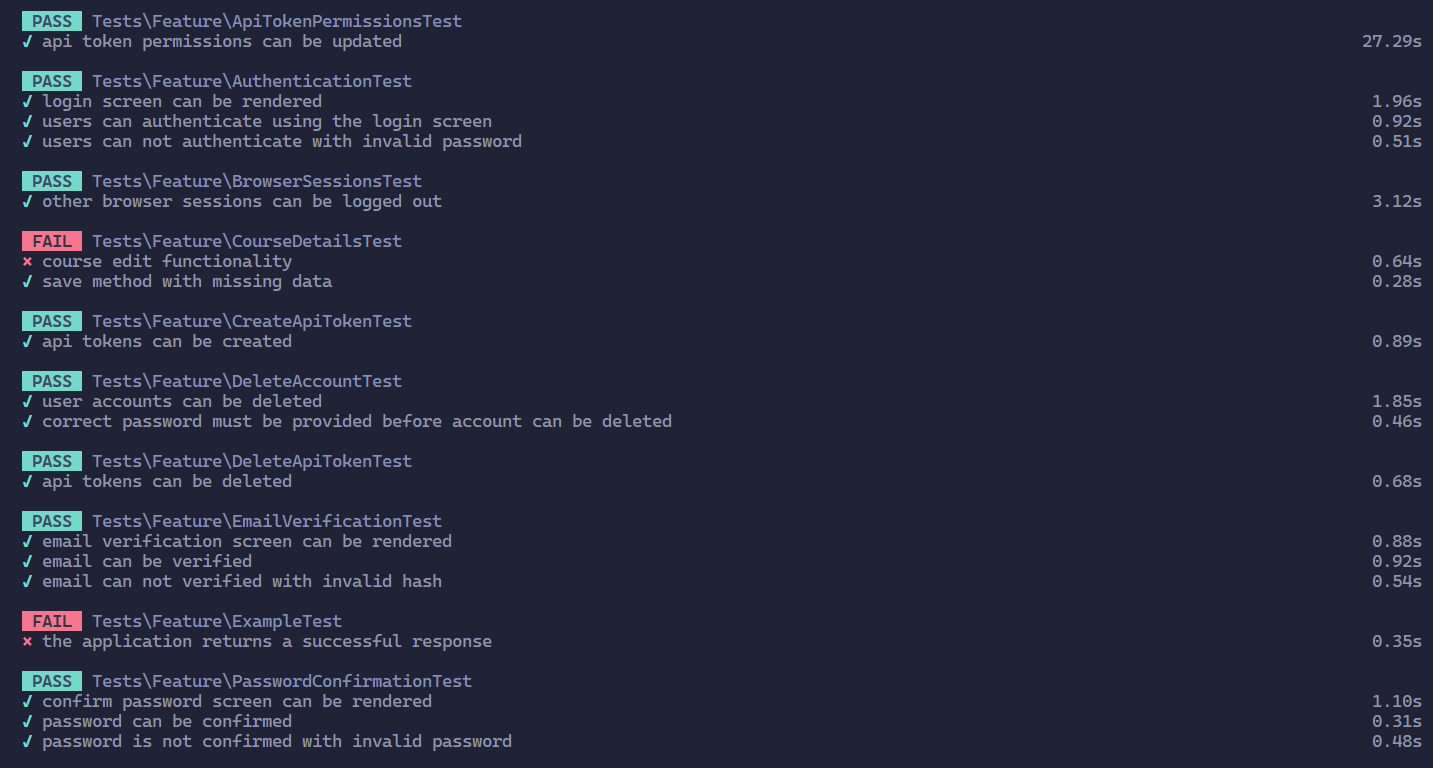 PASS Tests\Feature\ApiTokenPermissionsTest
✓ api token permissions can be updated 27.29s
PASS Tests\Feature\AuthenticationTest
✓ login screen can be rendered 1.96s
✓ users can authenticate using the login screen 0.92s
✓ users can not authenticate with invalid password 0.51s
PASS Tests\Feature\BrowserSessionsTest
✓ other browser sessions can be logged out 3.12s
FAIL Tests\Feature\CourseDetailsTest
× course edit functionality 0.64s
✓ save method with missing data 0.28s
PASS Tests\Feature\CreateApiTokenTest
✓ api tokens can be created 0.89s
PASS Tests\Feature\DeleteAccountTest
✓ user accounts can be deleted 1.85s
✓ correct password must be provided before account can be deleted 0.46s
PASS Tests\Feature\DeleteApiTokenTest
✓ api tokens can be deleted 0.68s
PASS Tests\Feature\EmailVerificationTest
✓ email verification screen can be rendered 0.88s
✓ email can be verified 0.92s
✓ email can not verified with invalid hash 0.54s
FAIL Tests\Feature\ExampleTest
× the application returns a successful response 0.35s
PASS Tests\Feature\PasswordConfirmationTest
✓ confirm password screen can be rendered 1.10s
✓ password can be confirmed 0.31s
✓ password is not confirmed with invalid password 0.48s